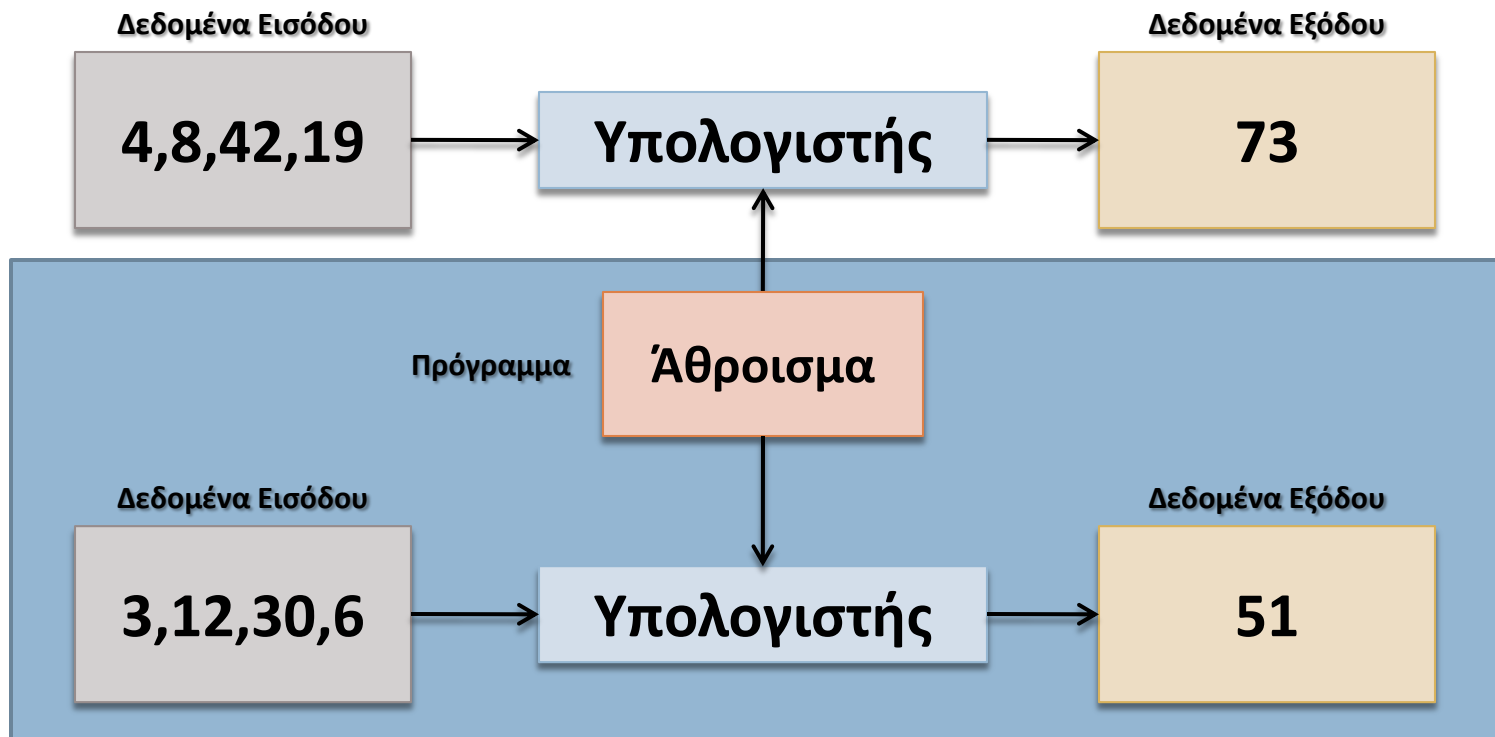 Δεδομένα Εισόδου
Δεδομένα Εξόδου
4,8,42,19
Υπολογιστής
73
Πρόγραμμα
Άθροισμα
Δεδομένα Εισόδου
Δεδομένα Εξόδου
3,12,30,6
Υπολογιστής
51